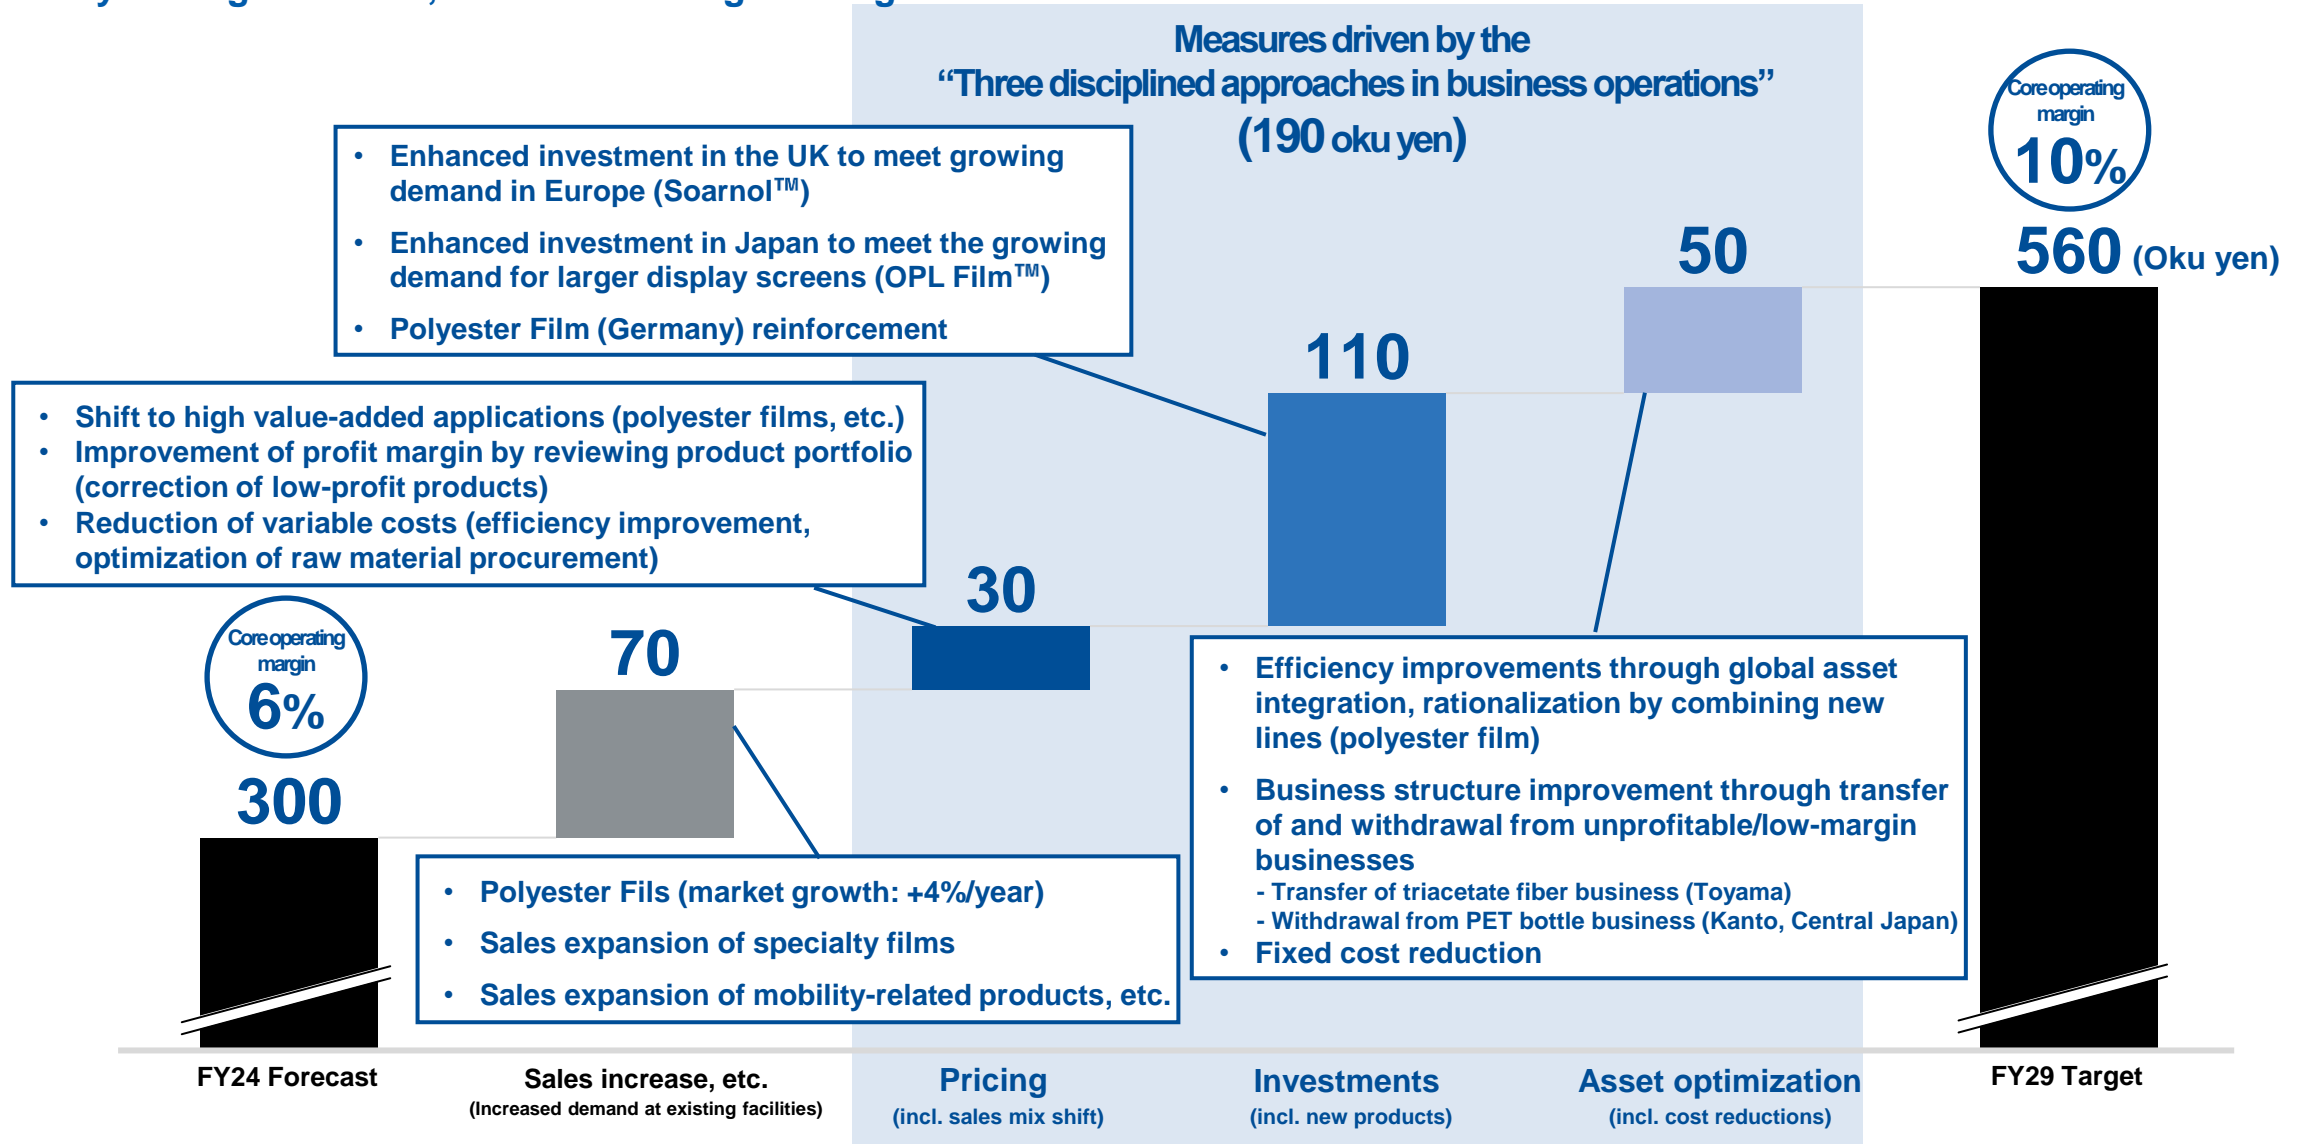 Measures driven by the
“Three disciplined approaches in business operations”
(190 oku yen)
Core operating
margin
10%
• Enhanced investment in the UK to meet growing
demand in Europe (Soarnol™)
• Enhanced investment in Japan to meet the growing
demand for larger display screens (OPL Film™)
• Polyester Film (Germany) reinforcement
50
560 (Oku yen)
110
• Shift to high value-added applications (polyester films, etc.)
• Improvement of profit margin by reviewing product portfolio
(correction of low-profit products)
• Reduction of variable costs (efficiency improvement,
optimization of raw material procurement)
30
Core operating
margin
6%
70
300
• Efficiency improvements through global asset
integration, rationalization by combining new
lines (polyester film)
• Business structure improvement through transfer
of and withdrawal from unprofitable/low-margin
businesses
- Transfer of triacetate fiber business (Toyama)
- Withdrawal from PET bottle business (Kanto, Central Japan)
• Fixed cost reduction
• Polyester Fils (market growth: +4%/year)
• Sales expansion of specialty films
• Sales expansion of mobility-related products, etc.
FY24 Forecast
Sales increase, etc.
(Increased demand at existing facilities)
Pricing
(incl. sales mix shift)
Investments
(incl. new products)
Asset optimization
(incl. cost reductions)
FY29 Target